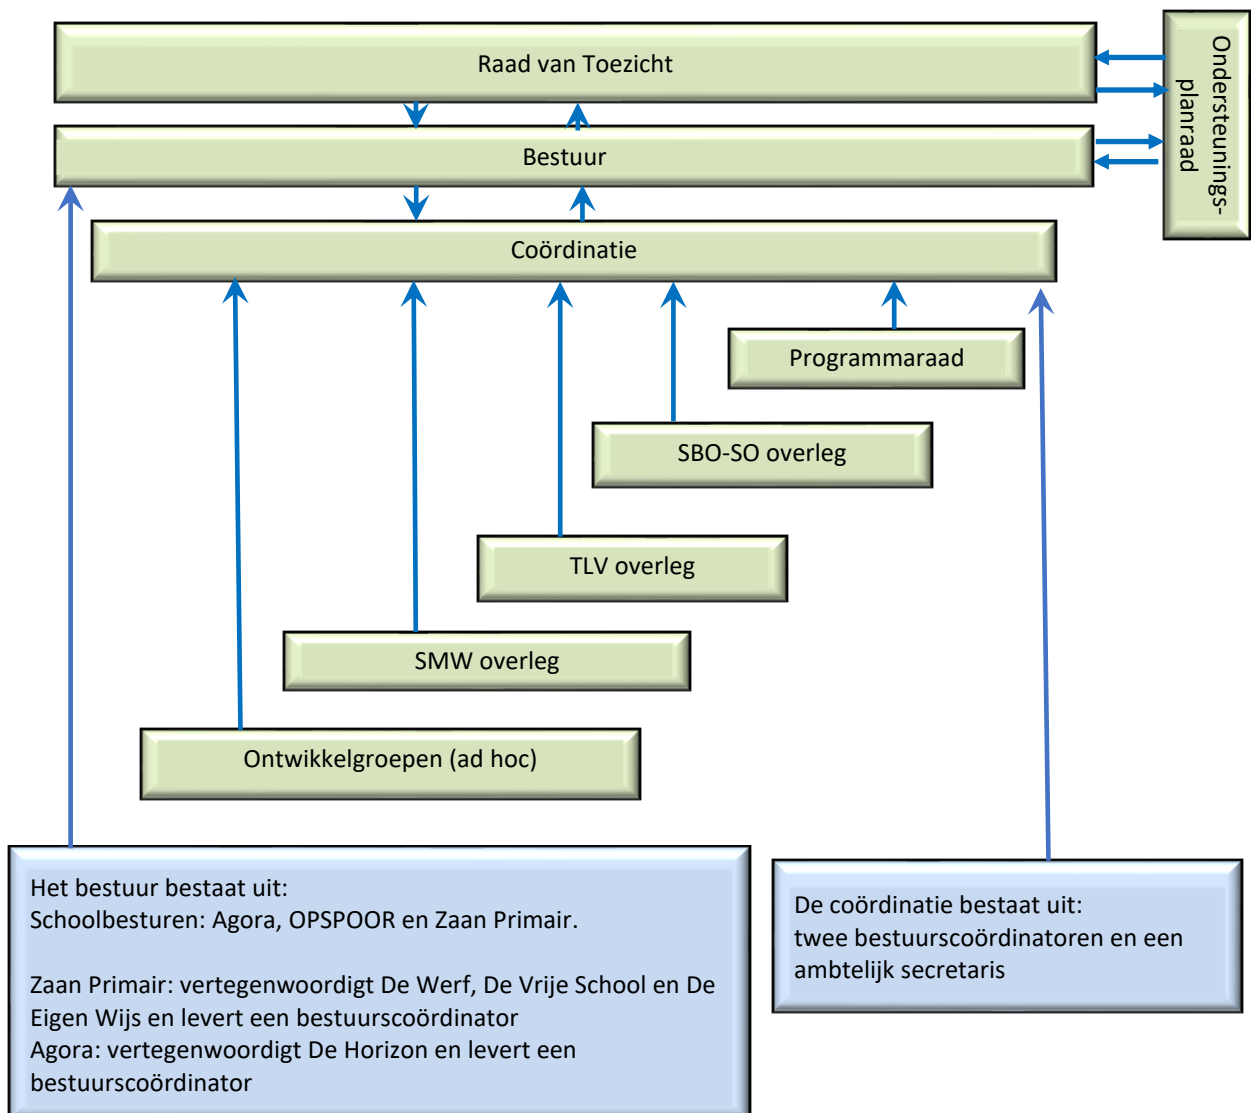 Raad van Toezicht
Ondersteunings-
planraad
Bestuur
Coördinatie
Programmaraad
SBO-SO overleg
TLV overleg
SMW overleg
Ontwikkelgroepen (ad hoc)
Het bestuur bestaat uit:
Schoolbesturen: Agora, OPSPOOR en Zaan Primair.
Zaan Primair: vertegenwoordigt De Werf, De Vrije School en De
Eigen Wijs en levert een bestuurscoördinator
Agora: vertegenwoordigt De Horizon en levert een
bestuurscoördinator
De coördinatie bestaat uit:
twee bestuurscoördinatoren en een
ambtelijk secretaris